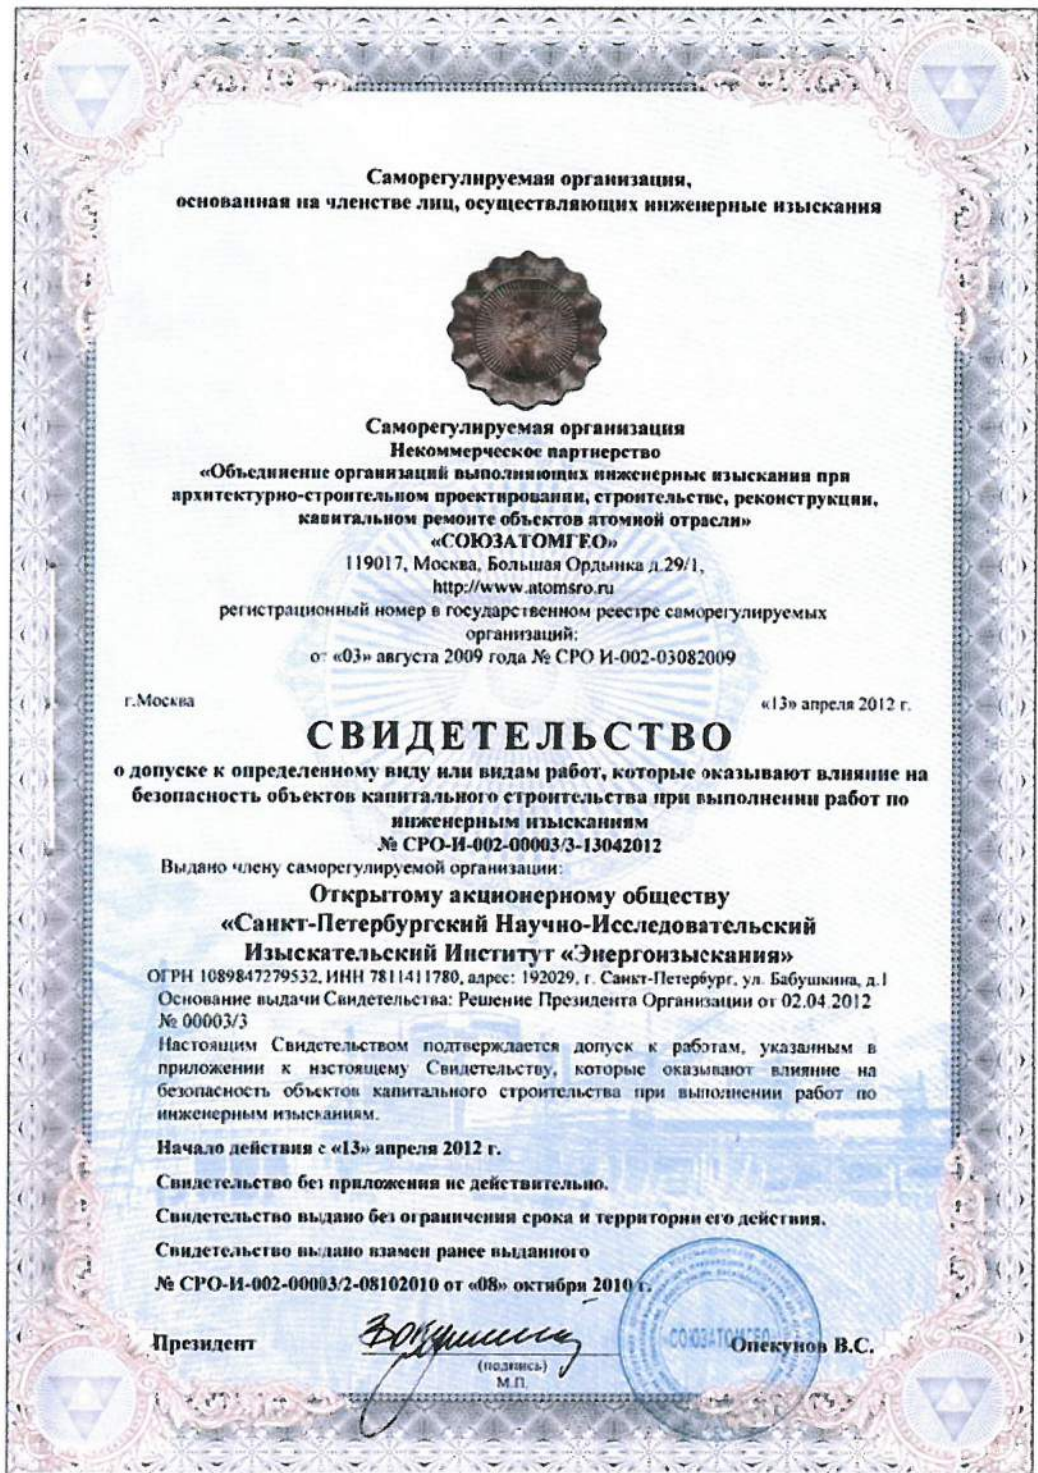 Саморегулируемая организация,
основанная на членстве лиц, осуществляющих инженерные изыскания
Саморегулируемая организация
Некоммерческое партнерство
«Объединение организаций выполняющих инженерные изыскания при
архитектурно-строительном проектировании, строительстве, реконструкции,
капитальном ремонте объектов атомной отрасли»
«СОЮЗАТОМГЕО»
119017, Москва, Большая Ордынка д.29/1,
http://www.atomsro.ru
регистрационный номер в государственном реестре саморегулируемых
организаций:
от «03» августа 2009 года № СРО И-002-03082009
г.Москва
«13» апреля 2012 г.
СВИДЕТЕЛЬСТВО
о допуске к определенному виду или видам работ, которые оказывают влияние на
безопасность объектов капитального строительства при выполнении работ по
инженерным изысканиям
№ СРО-И-002-00003/3-13042012
Выдано члену саморегулируемой организации:
Открытому акционерному обществу
«Санкт-Петербургский Научно-Исследовательский
Изыскательский Институт «Энергоизыскания»
ОГРН 1089847279532, ИНН 7811411780, адрес: 192029, г. Санкт-Петербург, ул. Бабушкина, д.1
Основание выдачи Свидетельства: Решение Президента Организации от 02.04.2012
№ 00003/3
Настоящим Свидетельством подтверждается допуск к работам, указанным в
приложении к настоящему Свидетельству, которые оказывают влияние на
безопасность объектов капитального строительства при выполнении работ по
инженерным изысканиям.
Начало действия с «13» апреля 2012 г.
Свидетельство без приложения не действительно.
Свидетельство выдано без ограничения срока и территории его действия.
Свидетельство выдано взамен ранее выданного
№ СРО-И-002-00003/2-08102010 от «08» октября 2010 г.
Президент
СОЮЗАТОМГЕО
Опекунов В.С.
(подпись)
М.П.